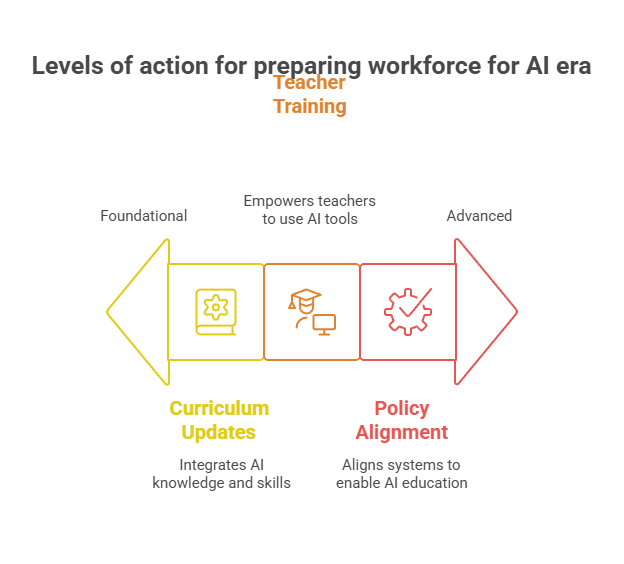 Levels of action for preparing workforce for AI era
Teacher
Training
Empowers teachers
to use AI tools
Foundational
Advanced
Curriculum
Updates
Integrates AI
knowledge and skills
Policy
Alignment
Aligns systems to
enable AI education